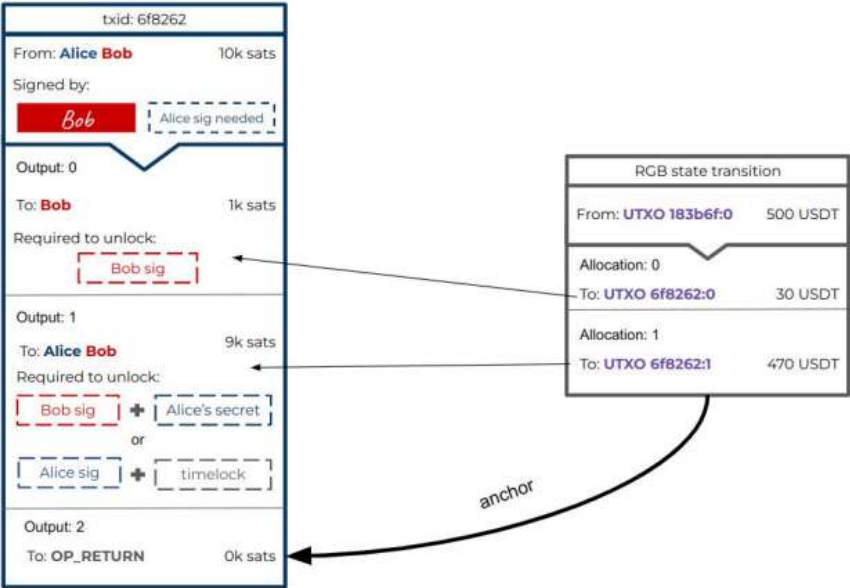 txid: 6f8262
From: Alice Bob 10k sats
Signed by:
Bob Alice sig needed
Output: 0
To: Bob 1k sats
Required to unlock:
Bob sig
Output: 1
To: Alice Bob 9k sats
Required to unlock:
Bob sig + Alice's secret
or
Alice sig + timelock
Output: 2
To: OP_RETURN 0k sats
RGB state transition
From: UTXO 183b6f:0 500 USDT
Allocation: 0
To: UTXO 6f8262:0 30 USDT
Allocation: 1
To: UTXO 6f8262:1 470 USDT
anchor